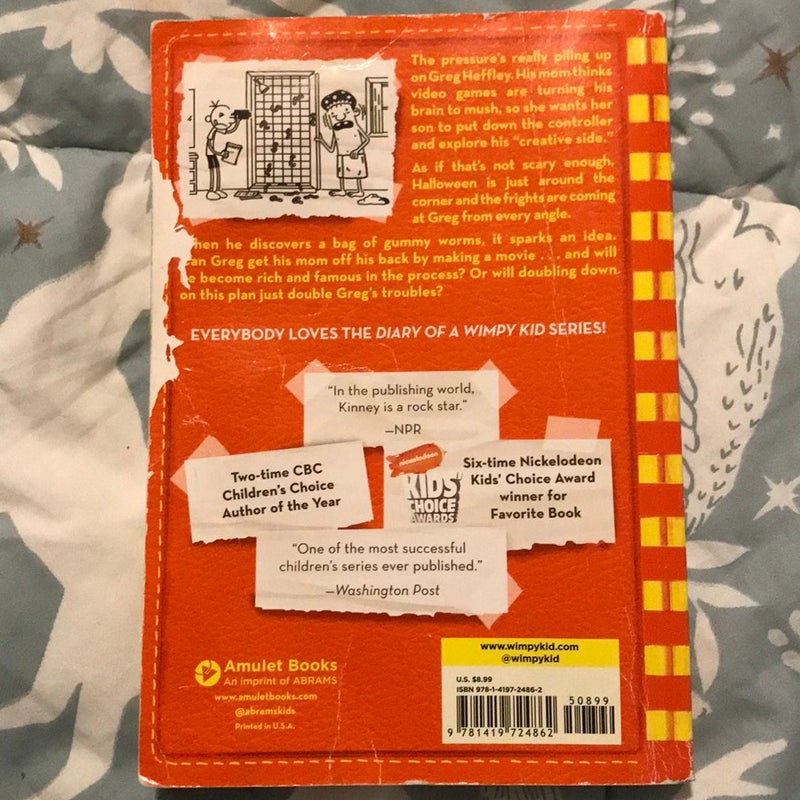 The pressure's really piling up
on Greg Heffley. His mom thinks
video games are turning his
brain to mush, so she wants her
son to put down the controller
and explore his "creative side."
As if that's not scary enough,
Halloween is just around the
corner and the frights are coming
at Greg from every angle.
hen he discovers a bag of gummy worms, it sparks an idea.
an Greg get his mom off his back by making a movie . . . and will
e become rich and famous in the process? Or will doubling down
on this plan just double Greg's troubles?
EVERYBODY LOVES THE DIARY OF A WIMPY KID SERIES!
"In the publishing world,
Kinney is a rock star."
—NPR
Two-time CBC
Children's Choice
Author of the Year
nickelodeon
KIDS'
CHOICE
AWARDS
Six-time Nickelodeon
Kids' Choice Award
winner for
Favorite Book
"One of the most successful
children's series ever published."
—Washington Post
Amulet Books
An imprint of ABRAMS
www.amuletbooks.com
@abramskids
Printed in U.S.A.
www.wimpykid.com
@wimpykid
U.S. $8.99
ISBN 978-1-4197-2486-2
50899
9 781419 724862